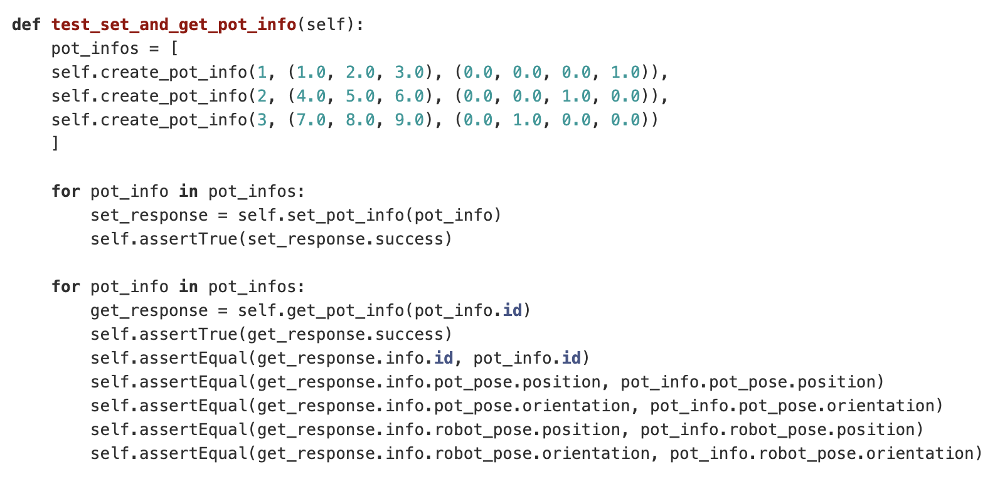 def test_set_and_get_pot_info(self):
    pot_infos = [
    self.create_pot_info(1, (1.0, 2.0, 3.0), (0.0, 0.0, 0.0, 1.0)),
    self.create_pot_info(2, (4.0, 5.0, 6.0), (0.0, 0.0, 1.0, 0.0)),
    self.create_pot_info(3, (7.0, 8.0, 9.0), (0.0, 1.0, 0.0, 0.0))
    ]

    for pot_info in pot_infos:
        set_response = self.set_pot_info(pot_info)
        self.assertTrue(set_response.success)

    for pot_info in pot_infos:
        get_response = self.get_pot_info(pot_info.id)
        self.assertTrue(get_response.success)
        self.assertEqual(get_response.info.id, pot_info.id)
        self.assertEqual(get_response.info.pot_pose.position, pot_info.pot_pose.position)
        self.assertEqual(get_response.info.pot_pose.orientation, pot_info.pot_pose.orientation)
        self.assertEqual(get_response.info.robot_pose.position, pot_info.robot_pose.position)
        self.assertEqual(get_response.info.robot_pose.orientation, pot_info.robot_pose.orientation)